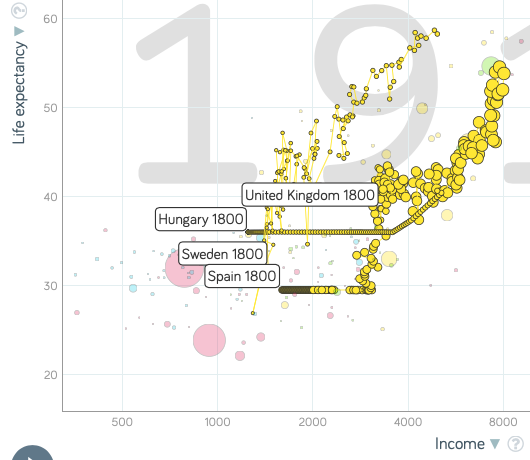 60
Life expectancy ▼ ?
50
40
30
20
191
United Kingdom 1800
Hungary 1800
Sweden 1800
Spain 1800
500 1000 2000 4000 8000
Income ▼ ?